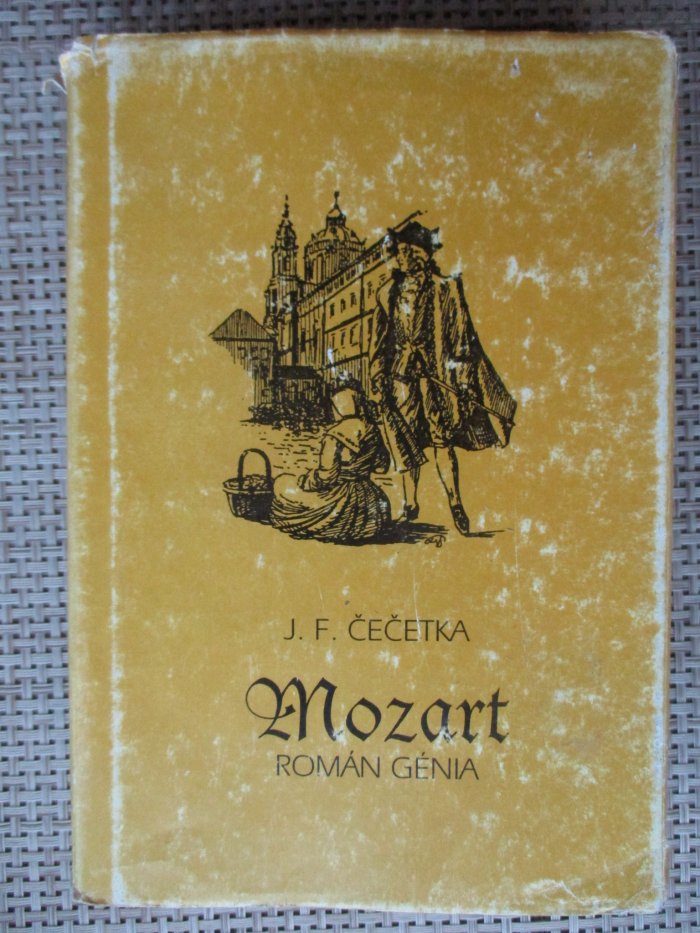 J. F. ČEČETKA
Mozart
ROMÁN GÉNIA